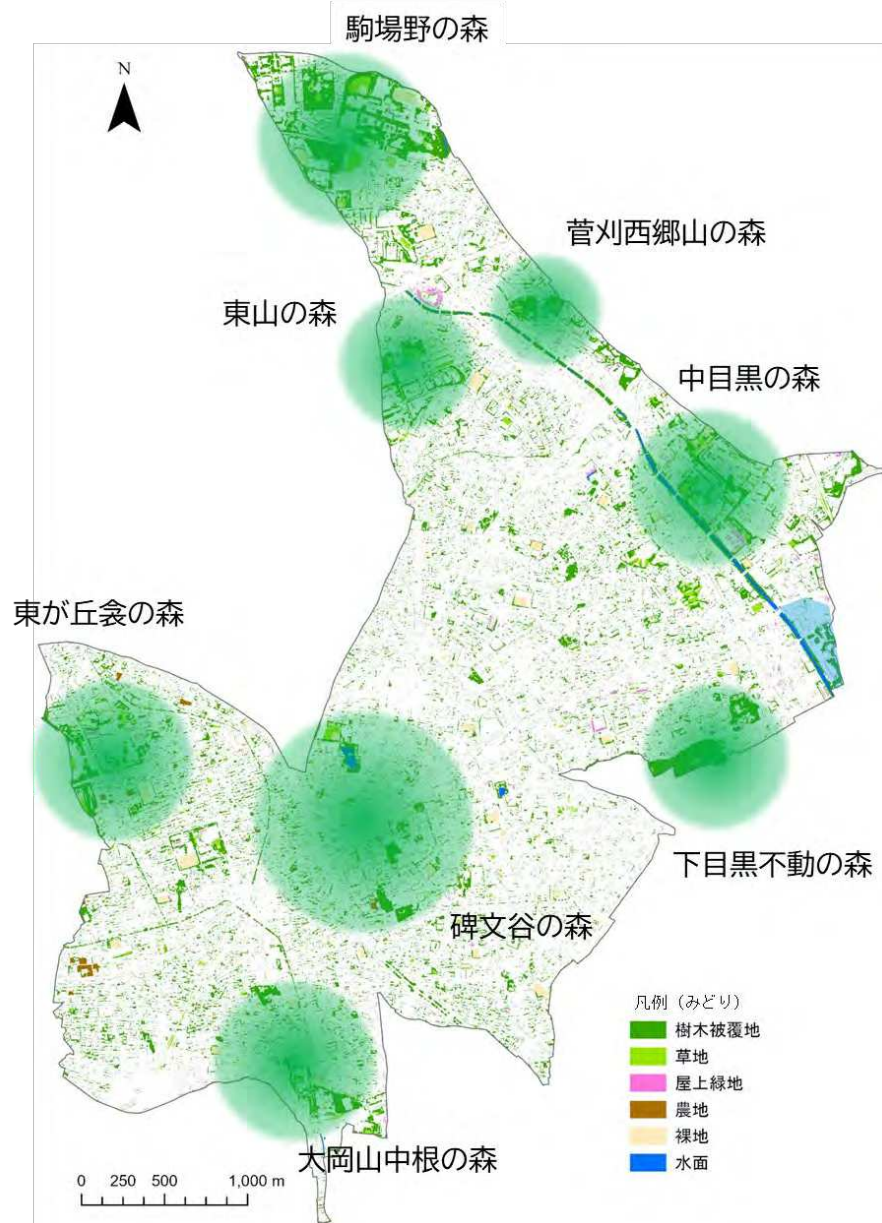 駒場野の森
N
菅刈西郷山の森
東山の森
中目黒の森
東が丘衾の森
下目黒不動の森
碑文谷の森
凡例（みどり）
樹木被覆地
草地
屋上緑地
農地
裸地
水面
大岡山中根の森
0 250 500 1,000 m